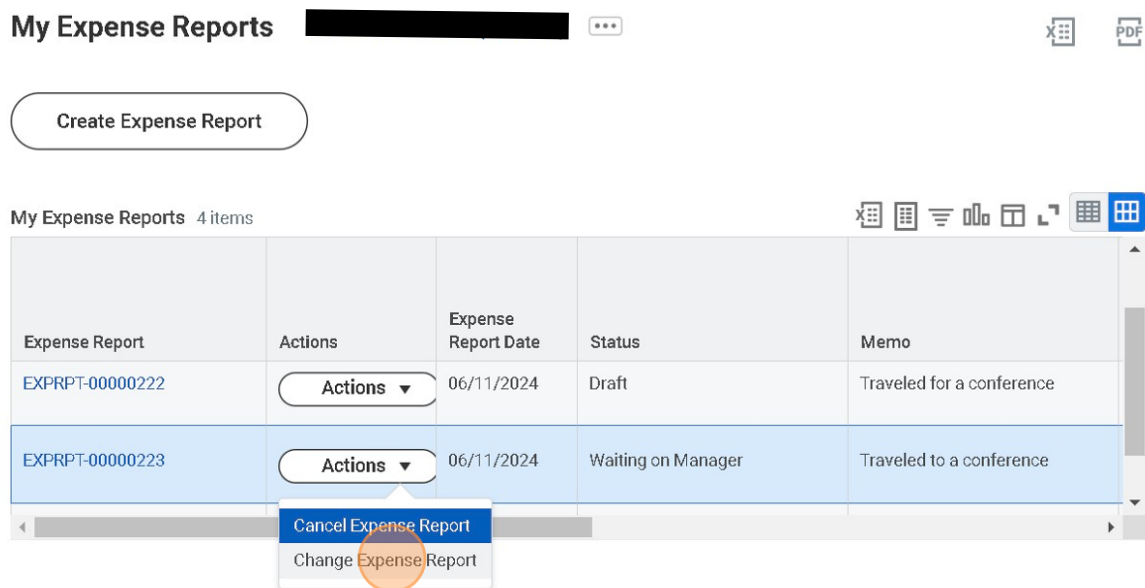 My Expense Reports
PDF
Create Expense Report
My Expense Reports 4 items
Expense Report Actions Expense Report Date Status Memo
EXPRPT-00000222 Actions 06/11/2024 Draft Traveled for a conference
EXPRPT-00000223 Actions 06/11/2024 Waiting on Manager Traveled to a conference
Cancel Expense Report
Change Expense Report